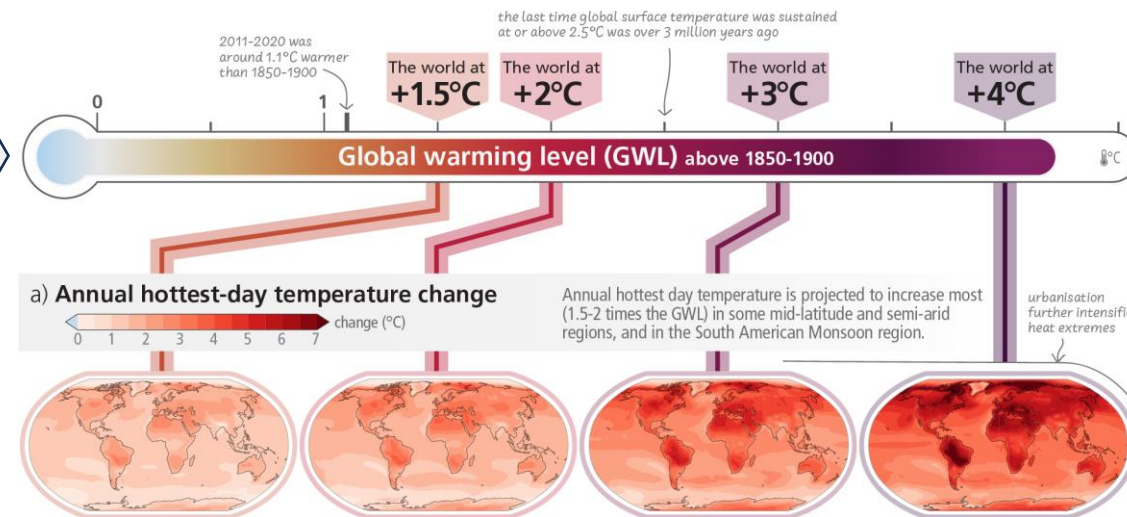 the last time global surface temperature was sustained
at or above 2.5°C was over 3 million years ago
2011-2020 was
around 1.1°C warmer
than 1850-1900
The world at
+1.5°C
The world at
+2°C
The world at
+3°C
The world at
+4°C
0
1
Global warming level (GWL) above 1850-1900
°C
a) Annual hottest-day temperature change
change (°C)
0 1 2 3 4 5 6 7
Annual hottest day temperature is projected to increase most
(1.5-2 times the GWL) in some mid-latitude and semi-arid
regions, and in the South American Monsoon region.
urbanisation
further intensifi
heat extremes